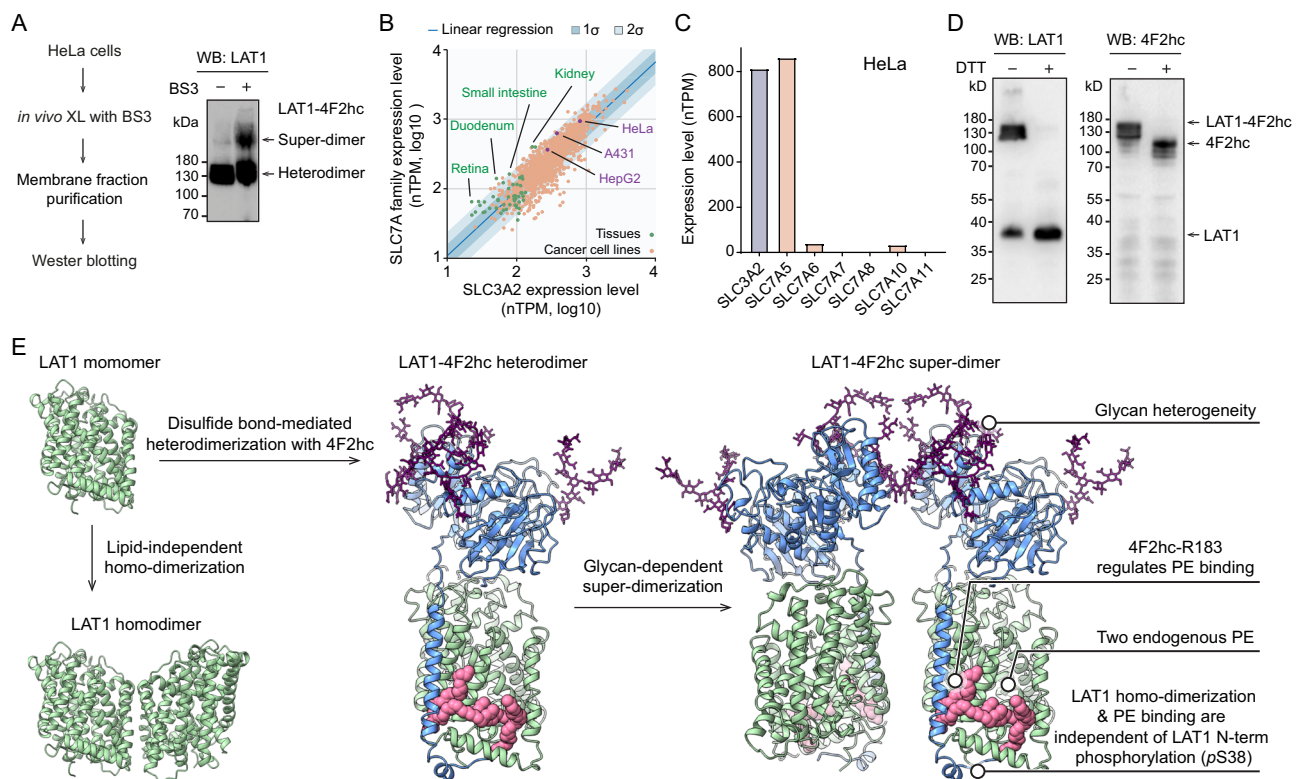 A
HeLa cells
in vivo XL with BS3
Membrane fraction
purification
Wester blotting
WB: LAT1
BS3 − +
kDa
180
130
100
70
LAT1-4F2hc
Super-dimer
Heterodimer
B
Linear regression 1σ 2σ
SLC7A family expression level
(nTPM, log10 )
4
3
2
1
Kidney
Small intestine
Duodenum
Retina
HeLa
A431
HepG2
Tissues
Cancer cell lines
1 2 3 4
SLC3A2 expression level
(nTPM, log10)
C
HeLa
Expression level (nTPM)
800
600
400
200
0
SLC3A2
SLC7A5
SLC7A6
SLC7A7
SLC7A8
SLC7A10
SLC7A11
D
WB: LAT1
DTT − +
kD
180
130
100
70
40
35
25
WB: 4F2hc
− +
kD
180
130
100
70
55
40
35
25
LAT1-4F2hc
4F2hc
LAT1
E
LAT1 momomer
Disulfide bond-mediated
heterodimerization with 4F2hc
Lipid-independent
homo-dimerization
LAT1 homodimer
LAT1-4F2hc heterodimer
Glycan-dependent
super-dimerization
LAT1-4F2hc super-dimer
Glycan heterogeneity
4F2hc-R183
regulates PE binding
Two endogenous PE
LAT1 homo-dimerization
& PE binding are
independent of LAT1 N-term
phosphorylation (pS38)